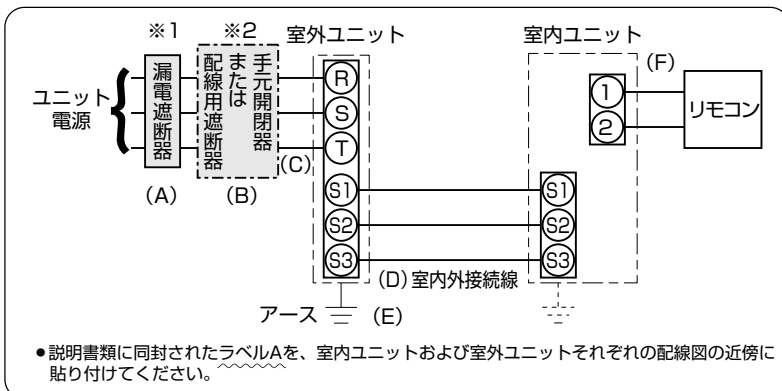 ※1
※2
室外ユニット
室内ユニット
ユニット
電源
漏電遮断器
手元開閉器
または
配線用遮断器
(A)
(B)
(C)
R
S
T
S1
S2
S3
(D)室内外接続線
アース
(E)
1
2
(F)
リモコン
S1
S2
S3
●説明書類に同封されたラベルAを、室内ユニットおよび室外ユニットそれぞれの配線図の近傍に
貼り付けてください。